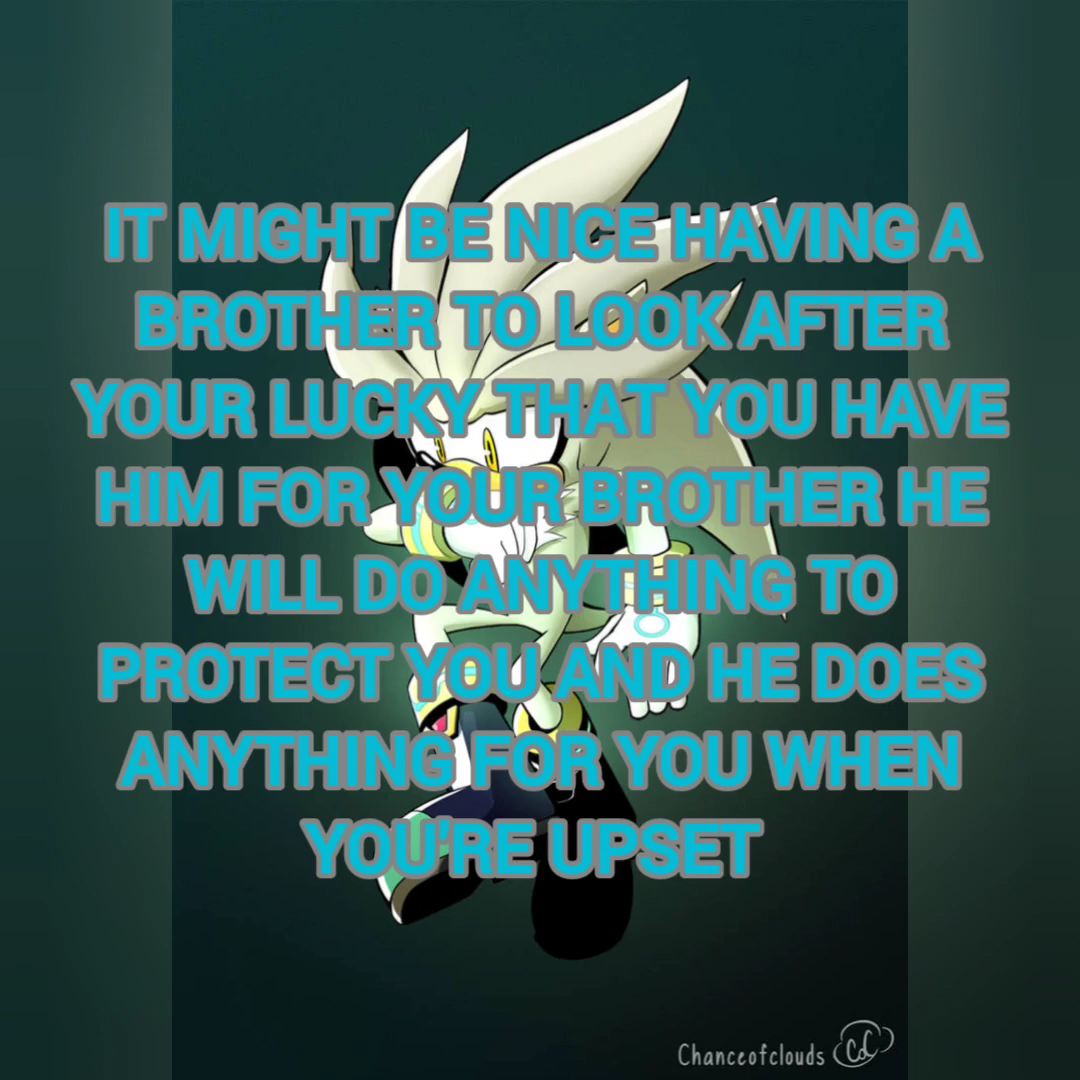 IT MIGHT BE NICE HAVING A
BROTHER TO LOOK AFTER
YOUR LUCKY THAT YOU HAVE
HIM FOR YOUR BROTHER HE
WILL DO ANYTHING TO
PROTECT YOU AND HE DOES
ANYTHING FOR YOU WHEN
YOU'RE UPSET
Chanceofclouds CdC